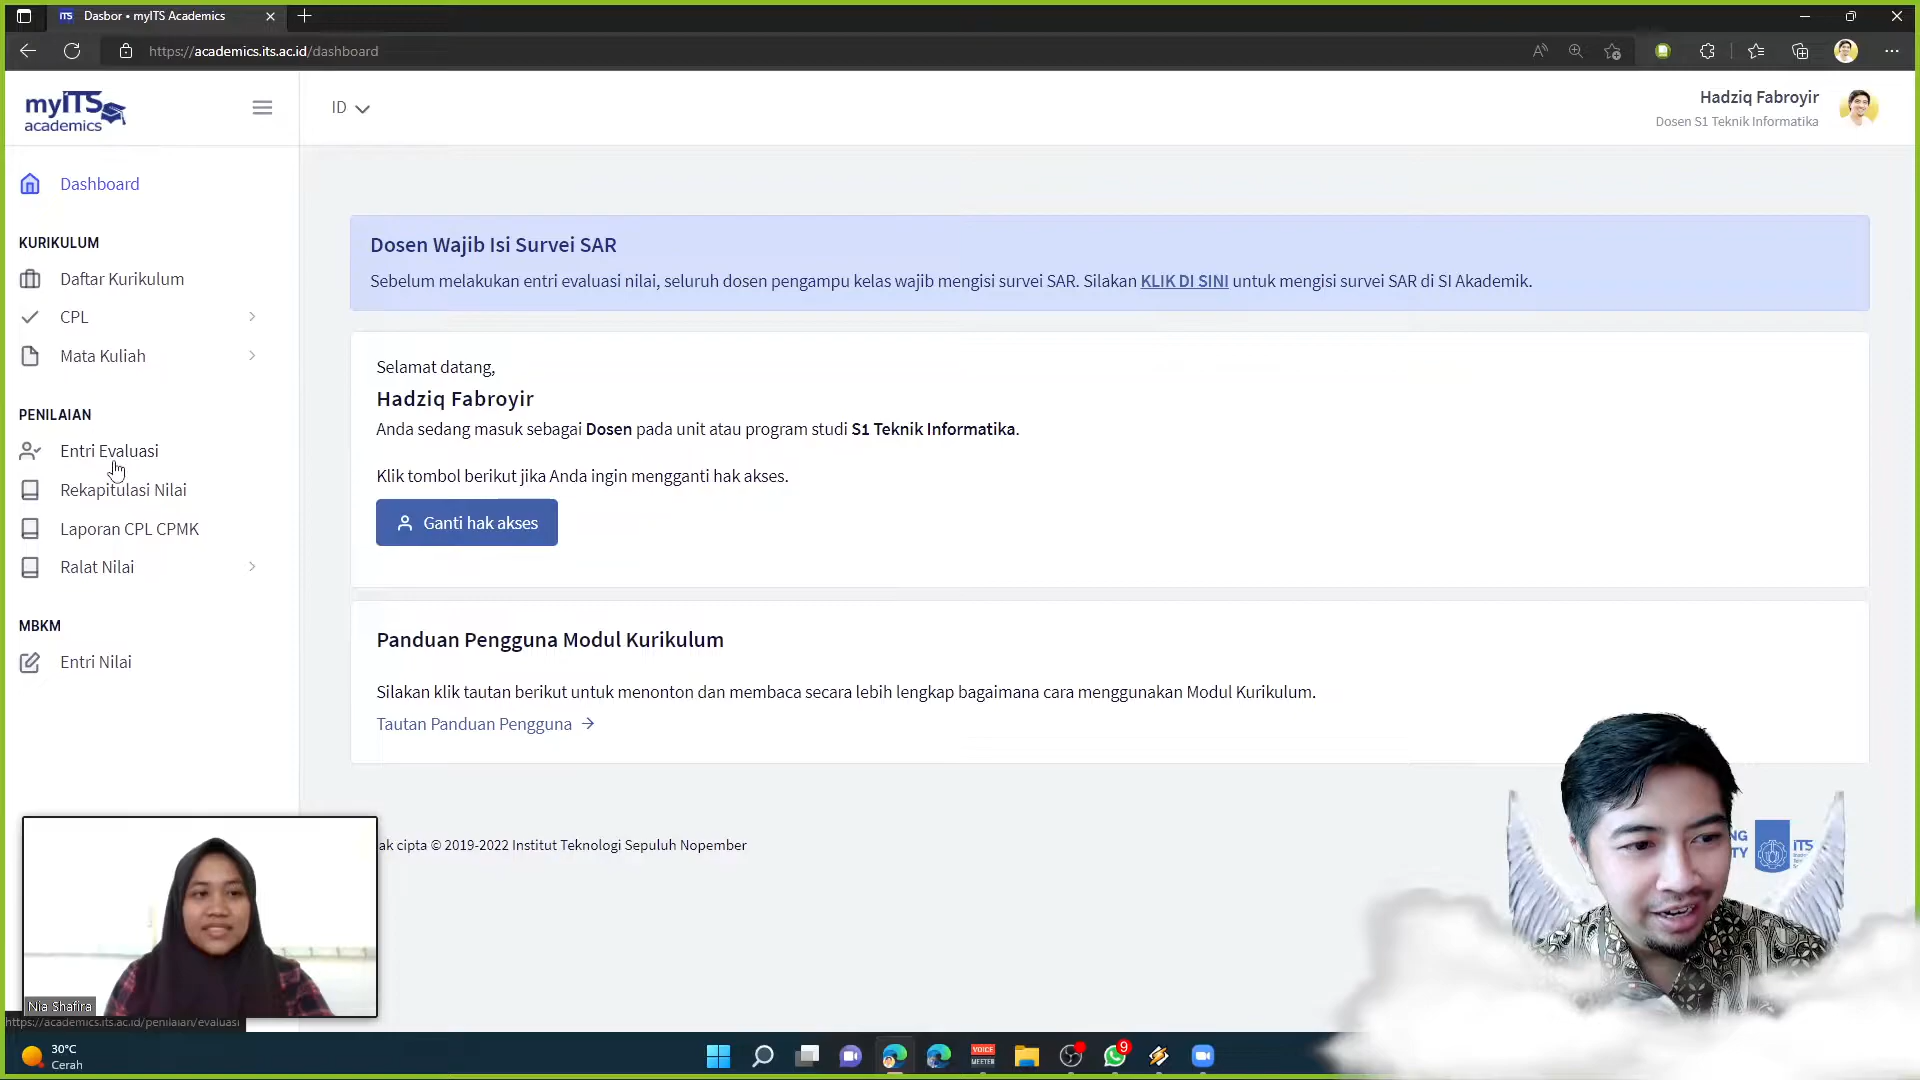 Dasbor • myITS Academics
https://academics.its.ac.id/dashboard
myITS
academics
ID
Hadziq Fabroyir
Dosen S1 Teknik Informatika
Dashboard
KURIKULUM
Daftar Kurikulum
CPL
Mata Kuliah
PENILAIAN
Entri Evaluasi
Rekapitulasi Nilai
Laporan CPL CPMK
Ralat Nilai
MBKM
Entri Nilai
Dosen Wajib Isi Survei SAR
Sebelum melakukan entri evaluasi nilai, seluruh dosen pengampu kelas wajib mengisi survei SAR. Silakan KLIK DI SINI untuk mengisi survei SAR di SI Akademik.
Selamat datang,
Hadziq Fabroyir
Anda sedang masuk sebagai Dosen pada unit atau program studi S1 Teknik Informatika.
Klik tombol berikut jika Anda ingin mengganti hak akses.
Ganti hak akses
Panduan Pengguna Modul Kurikulum
Silakan klik tautan berikut untuk menonton dan membaca secara lebih lengkap bagaimana cara menggunakan Modul Kurikulum.
Tautan Panduan Pengguna →
ak cipta © 2019-2022 Institut Teknologi Sepuluh Nopember
NG
TY
ITS
Nia Shafira
https://academics.its.ac.id/penilaian/evaluasi
30°C
Cerah
VOICE
MEETER
9